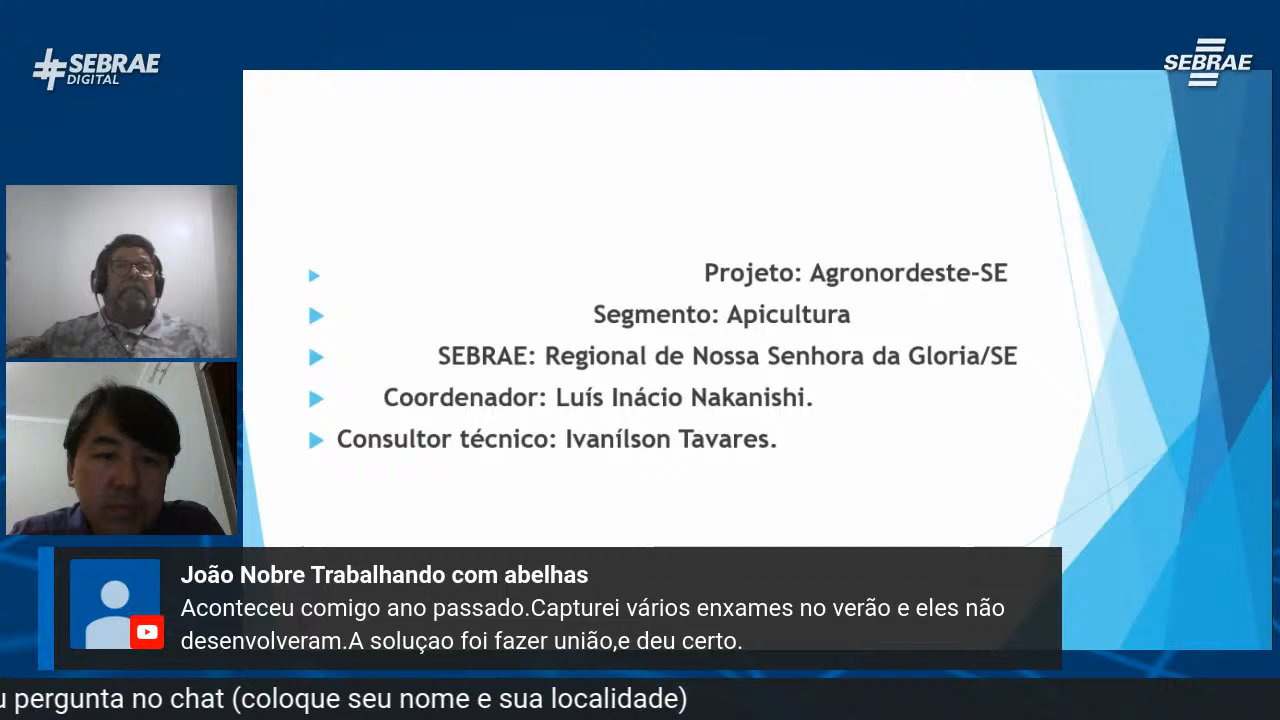 #SEBRAE
DIGITAL
SEBRAE
Projeto: Agronordeste-SE
Segmento: Apicultura
SEBRAE: Regional de Nossa Senhora da Gloria/SE
Coordenador: Luís Inácio Nakanishi.
Consultor técnico: Ivanílson Tavares.
João Nobre Trabalhando com abelhas
Aconteceu comigo ano passado.Capturei vários enxames no verão e eles não
desenvolveram.A soluçao foi fazer união,e deu certo.
u pergunta no chat (coloque seu nome e sua localidade)